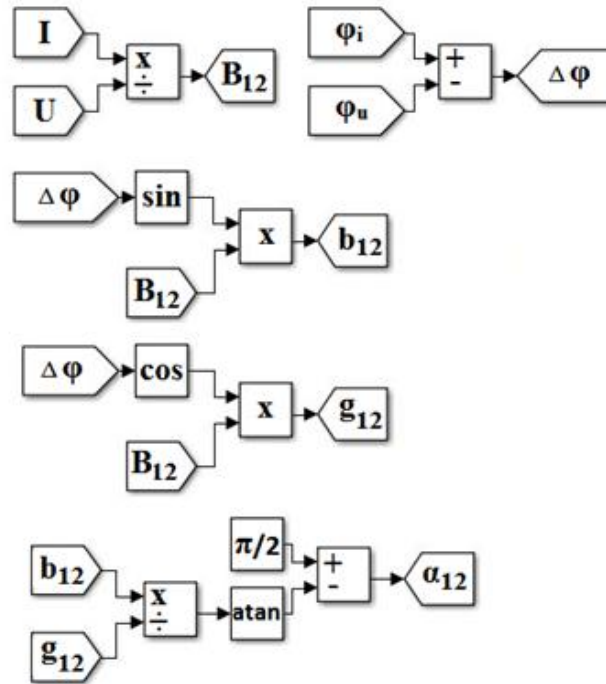 I
x
÷
B₁₂
U
φᵢ
+
-
Δφ
φᵤ
Δφ
sin
x
b₁₂
B₁₂
Δφ
cos
x
g₁₂
B₁₂
π/2
+
-
α₁₂
b₁₂
x
÷
atan
g₁₂